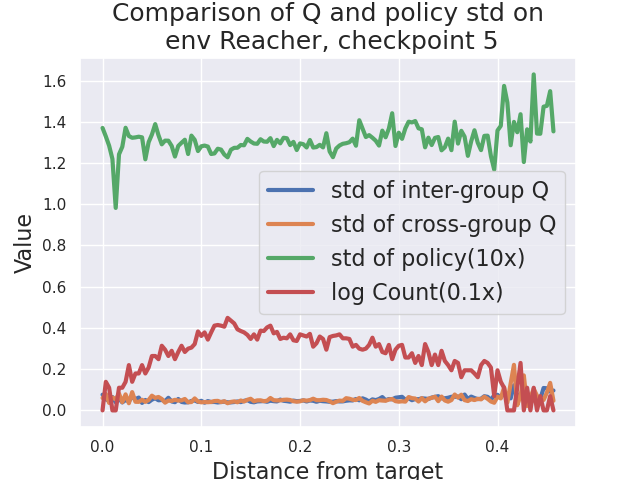 Comparison of Q and policy std on
env Reacher, checkpoint 5
Value
1.6
1.4
1.2
1.0
0.8
0.6
0.4
0.2
0.0
std of inter-group Q
std of cross-group Q
std of policy(10x)
log Count(0.1x)
0.0 0.1 0.2 0.3 0.4
Distance from target